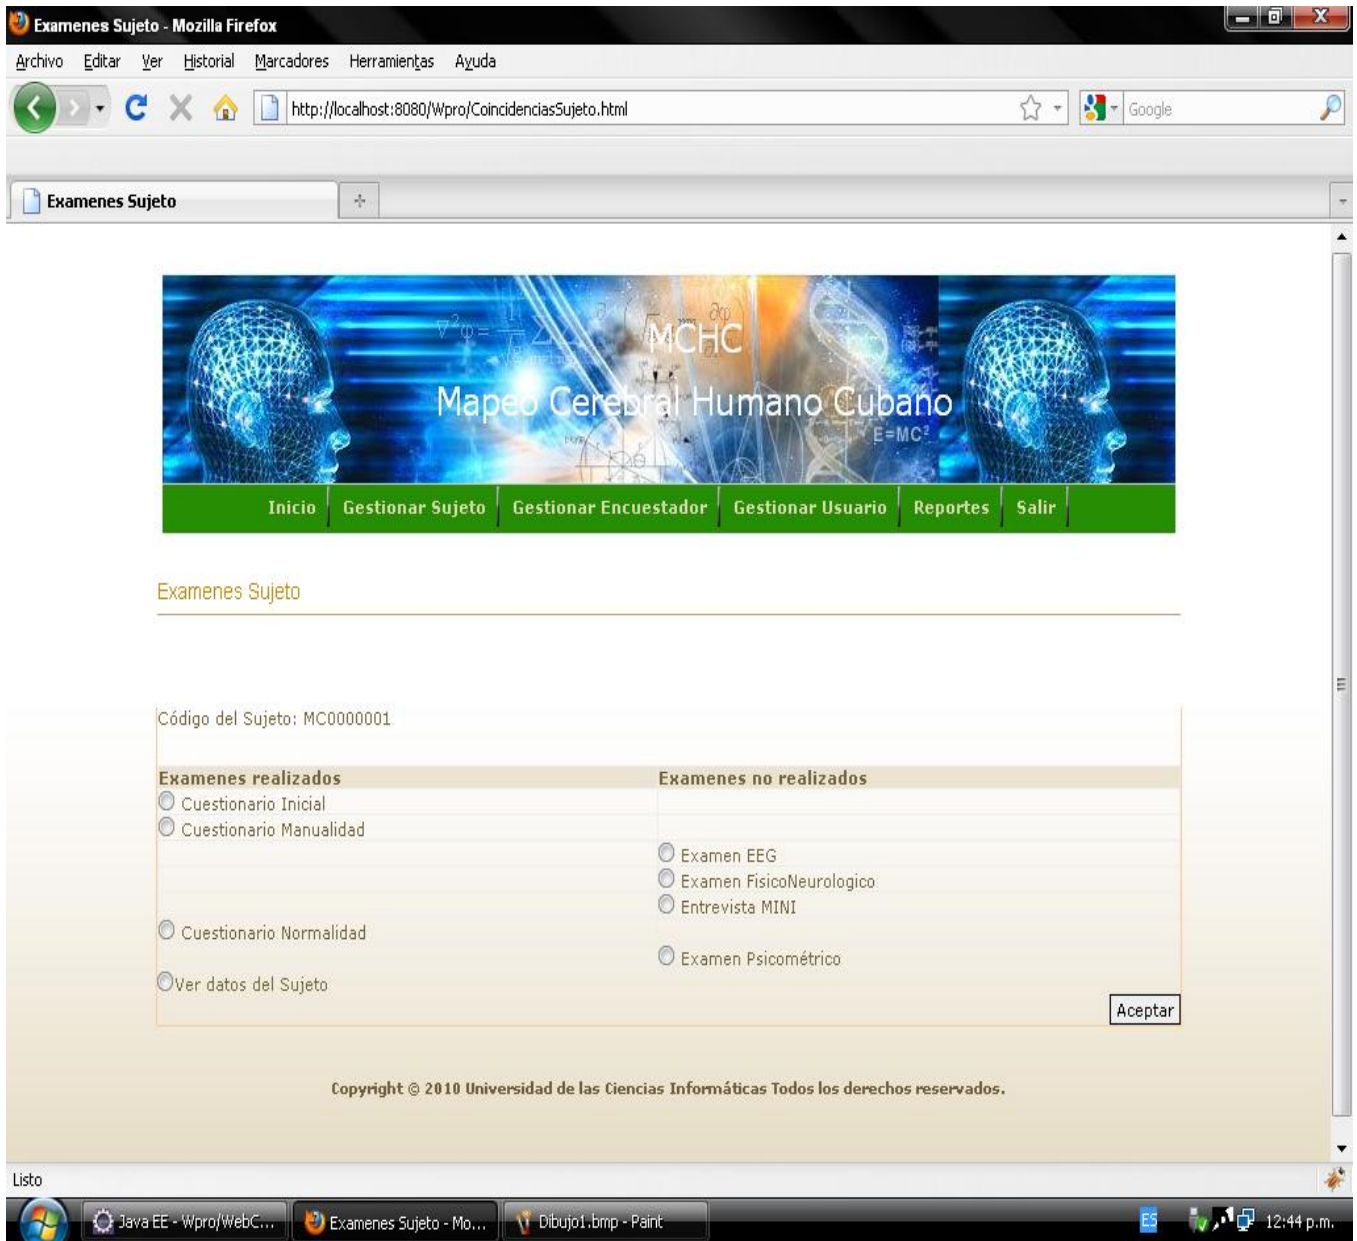 Examenes Sujeto - Mozilla Firefox
Archivo Editar Ver Historial Marcadores Herramientas Ayuda
http://localhost:8080/Wpro/CoincidenciasSujeto.html Google
Examenes Sujeto
MCHC
Mapeo Cerebral Humano Cubano
E=MC²
Inicio Gestionar Sujeto Gestionar Encuestador Gestionar Usuario Reportes Salir
Examenes Sujeto
Código del Sujeto: MC0000001
Examenes realizados Examenes no realizados
Cuestionario Inicial
Cuestionario Manualidad
Examen EEG
Examen FisicoNeurologico
Entrevista MINI
Cuestionario Normalidad
Examen Psicométrico
Ver datos del Sujeto
Aceptar
Copyright © 2010 Universidad de las Ciencias Informáticas Todos los derechos reservados.
Listo
Java EE - Wpro/WebC... Examenes Sujeto - Mo... Dibujo1.bmp - Paint ES 12:44 p.m.